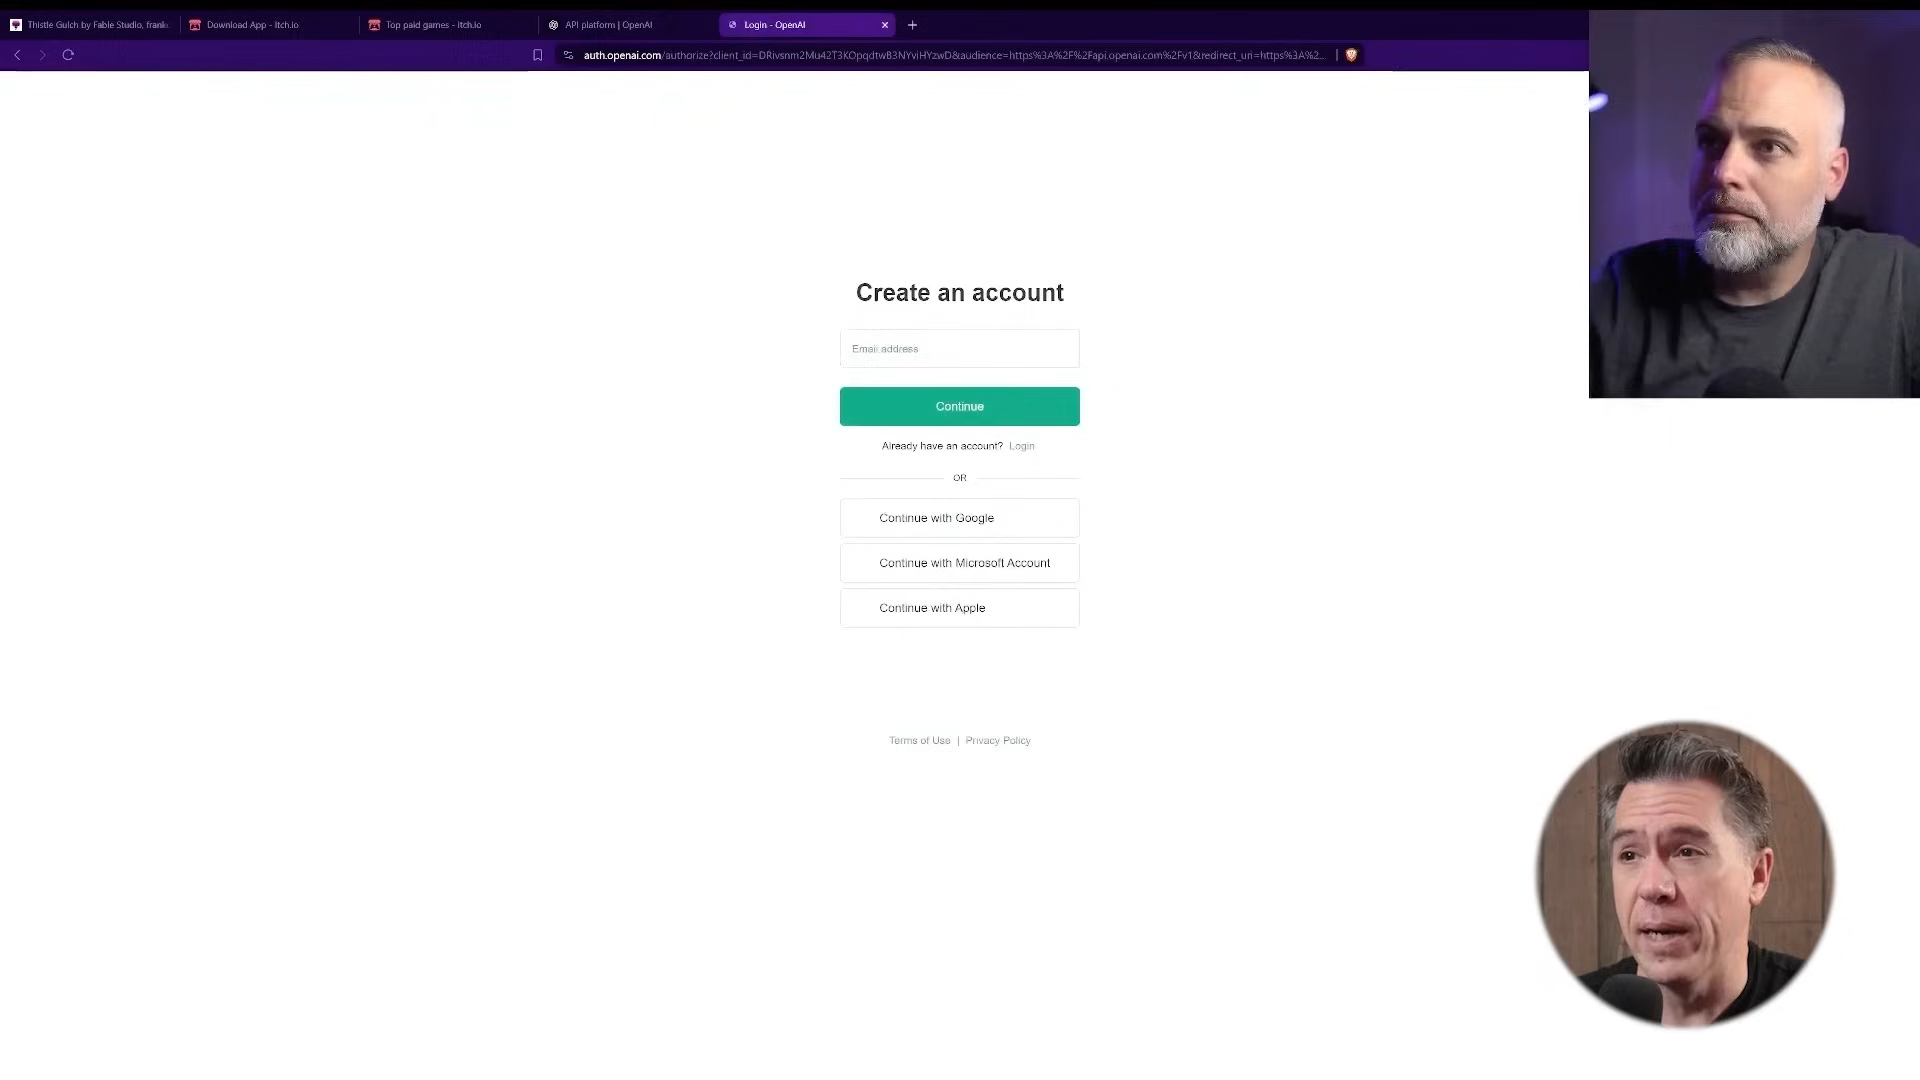 Thistle Gulch by Fable Studio, frank
Download App - itch.io
Top paid games - itch.io
API platform | OpenAI
Login - OpenAI
auth.openai.com/authorize?client_id=DRivsnm2Mu42T3KOpqdtwB3NYviHYzwD&audience=https%3A%2F%2Fapi.openai.com%2Fv1&redirect_uri=https%3A%2...
Create an account
Email address
Continue
Already have an account? Login
OR
Continue with Google
Continue with Microsoft Account
Continue with Apple
Terms of Use | Privacy Policy